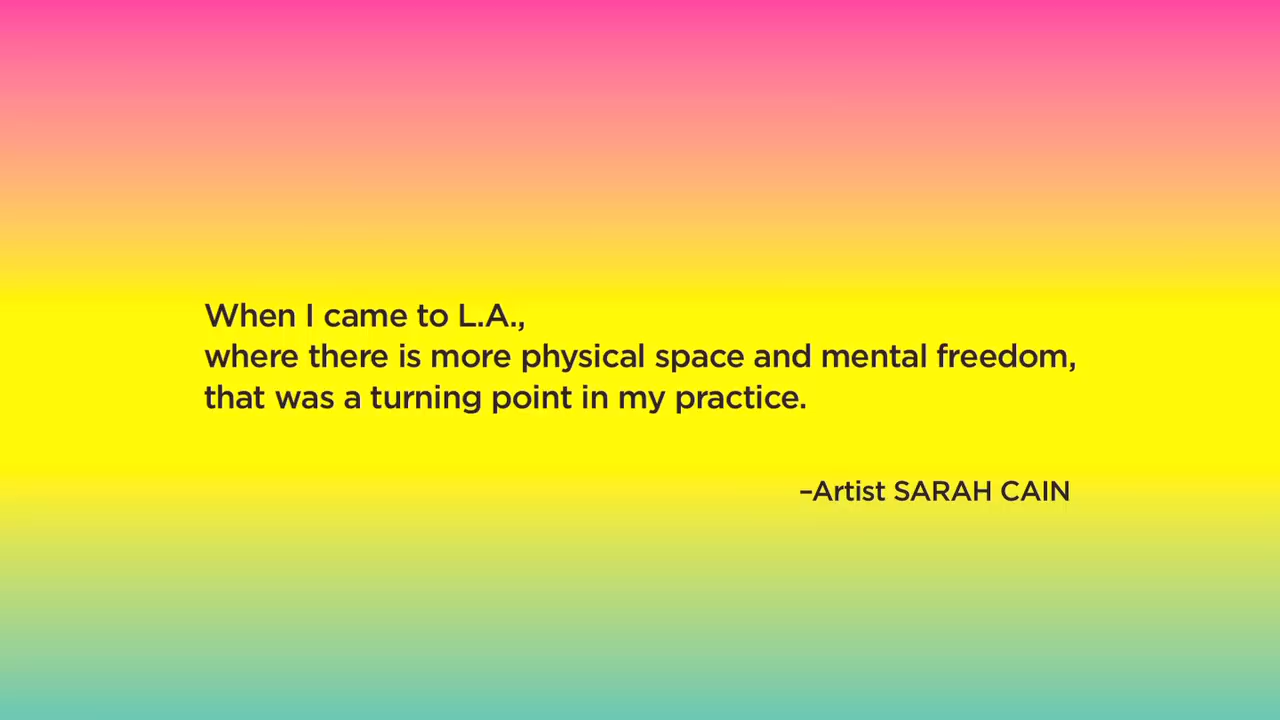 When I came to L.A.,
where there is more physical space and mental freedom,
that was a turning point in my practice.
–Artist SARAH CAIN